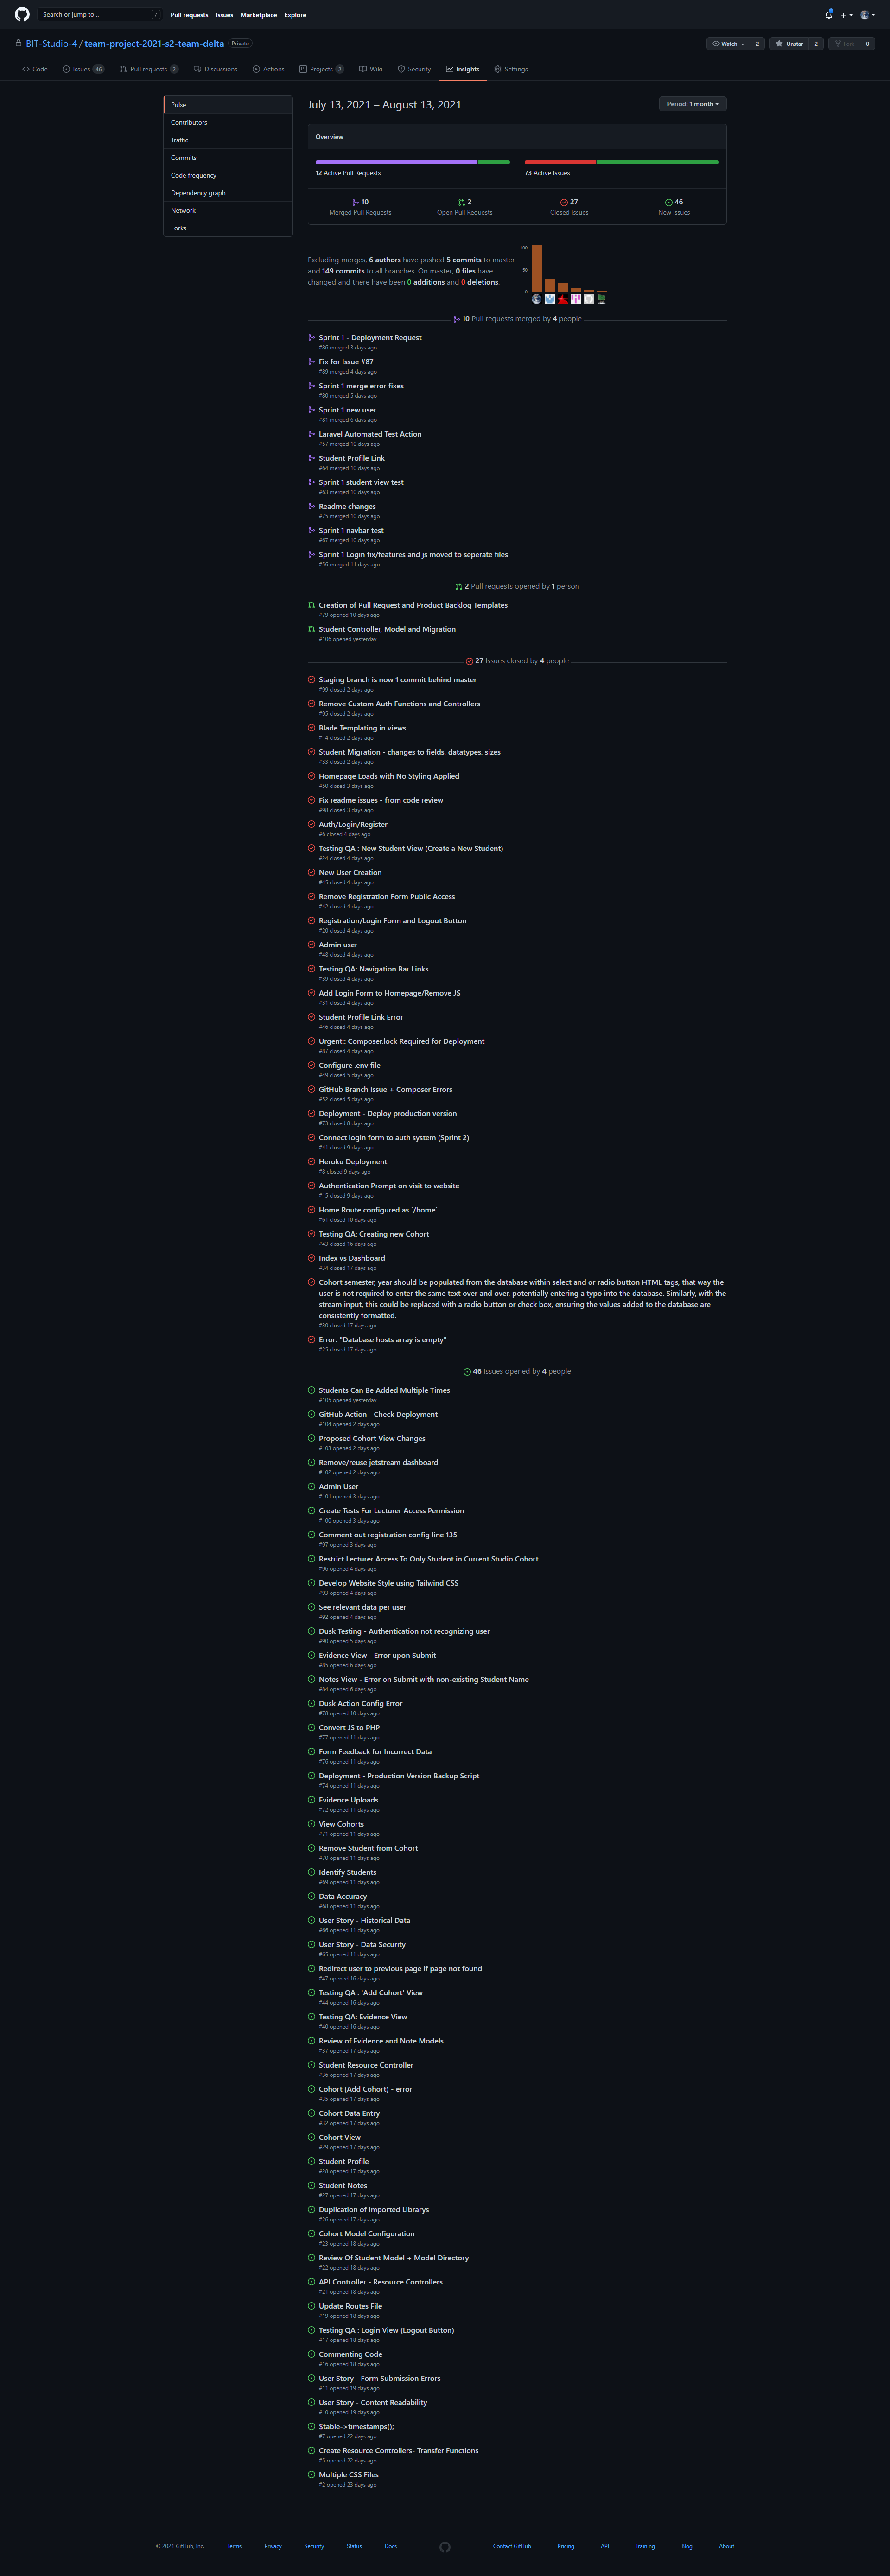 Search or jump to...
/
Pull requests Issues Marketplace Explore
BIT-Studio-4 / team-project-2021-s2-team-delta Private
Watch 2 Unstar 2 Fork 0
Code Issues 46 Pull requests 2 Discussions Actions Projects 2 Wiki Security Insights Settings
Pulse
Contributors
Traffic
Commits
Code frequency
Dependency graph
Network
Forks
July 13, 2021 – August 13, 2021
Period: 1 month
Overview
12 Active Pull Requests
73 Active Issues
10
Merged Pull Requests
2
Open Pull Requests
27
Closed Issues
46
New Issues
Excluding merges, 6 authors have pushed 5 commits to master
and 149 commits to all branches. On master, 0 files have
changed and there have been 0 additions and 0 deletions.
100
50
0
10 Pull requests merged by 4 people
Sprint 1 - Deployment Request
#86 merged 3 days ago
Fix for Issue #87
#89 merged 4 days ago
Sprint 1 merge error fixes
#80 merged 5 days ago
Sprint 1 new user
#81 merged 6 days ago
Laravel Automated Test Action
#57 merged 10 days ago
Student Profile Link
#64 merged 10 days ago
Sprint 1 student view test
#63 merged 10 days ago
Readme changes
#75 merged 10 days ago
Sprint 1 navbar test
#67 merged 10 days ago
Sprint 1 Login fix/features and js moved to seperate files
#56 merged 11 days ago
2 Pull requests opened by 1 person
Creation of Pull Request and Product Backlog Templates
#79 opened 10 days ago
Student Controller, Model and Migration
#106 opened yesterday
27 Issues closed by 4 people
Staging branch is now 1 commit behind master
#99 closed 2 days ago
Remove Custom Auth Functions and Controllers
#95 closed 2 days ago
Blade Templating in views
#14 closed 2 days ago
Student Migration - changes to fields, datatypes, sizes
#33 closed 2 days ago
Homepage Loads with No Styling Applied
#50 closed 3 days ago
Fix readme issues - from code review
#98 closed 3 days ago
Auth/Login/Register
#6 closed 4 days ago
Testing QA : New Student View (Create a New Student)
#24 closed 4 days ago
New User Creation
#45 closed 4 days ago
Remove Registration Form Public Access
#42 closed 4 days ago
Registration/Login Form and Logout Button
#20 closed 4 days ago
Admin user
#48 closed 4 days ago
Testing QA: Navigation Bar Links
#39 closed 4 days ago
Add Login Form to Homepage/Remove JS
#31 closed 4 days ago
Student Profile Link Error
#46 closed 4 days ago
Urgent:: Composer.lock Required for Deployment
#87 closed 4 days ago
Configure .env file
#49 closed 5 days ago
GitHub Branch Issue + Composer Errors
#52 closed 5 days ago
Deployment - Deploy production version
#73 closed 8 days ago
Connect login form to auth system (Sprint 2)
#41 closed 9 days ago
Heroku Deployment
#8 closed 9 days ago
Authentication Prompt on visit to website
#15 closed 9 days ago
Home Route configured as `/home`
#61 closed 10 days ago
Testing QA: Creating new Cohort
#43 closed 16 days ago
Index vs Dashboard
#34 closed 17 days ago
Cohort semester, year should be populated from the database within select and or radio button HTML tags, that way the
user is not required to enter the same text over and over, potentially entering a typo into the database. Similarly, with the
stream input, this could be replaced with a radio button or check box, ensuring the values added to the database are
consistently formatted.
#30 closed 17 days ago
Error: "Database hosts array is empty"
#25 closed 17 days ago
46 Issues opened by 4 people
Students Can Be Added Multiple Times
#105 opened yesterday
GitHub Action - Check Deployment
#104 opened 2 days ago
Proposed Cohort View Changes
#103 opened 2 days ago
Remove/reuse jetstream dashboard
#102 opened 2 days ago
Admin User
#101 opened 3 days ago
Create Tests For Lecturer Access Permission
#100 opened 3 days ago
Comment out registration config line 135
#97 opened 3 days ago
Restrict Lecturer Access To Only Student in Current Studio Cohort
#96 opened 4 days ago
Develop Website Style using Tailwind CSS
#93 opened 4 days ago
See relevant data per user
#92 opened 4 days ago
Dusk Testing - Authentication not recognizing user
#90 opened 5 days ago
Evidence View - Error upon Submit
#85 opened 6 days ago
Notes View - Error on Submit with non-existing Student Name
#84 opened 6 days ago
Dusk Action Config Error
#78 opened 10 days ago
Convert JS to PHP
#77 opened 11 days ago
Form Feedback for Incorrect Data
#76 opened 11 days ago
Deployment - Production Version Backup Script
#74 opened 11 days ago
Evidence Uploads
#72 opened 11 days ago
View Cohorts
#71 opened 11 days ago
Remove Student from Cohort
#70 opened 11 days ago
Identify Students
#69 opened 11 days ago
Data Accuracy
#68 opened 11 days ago
User Story - Historical Data
#66 opened 11 days ago
User Story - Data Security
#65 opened 11 days ago
Redirect user to previous page if page not found
#47 opened 16 days ago
Testing QA : 'Add Cohort' View
#44 opened 16 days ago
Testing QA: Evidence View
#40 opened 16 days ago
Review of Evidence and Note Models
#37 opened 17 days ago
Student Resource Controller
#36 opened 17 days ago
Cohort (Add Cohort) - error
#35 opened 17 days ago
Cohort Data Entry
#32 opened 17 days ago
Cohort View
#29 opened 17 days ago
Student Profile
#28 opened 17 days ago
Student Notes
#27 opened 17 days ago
Duplication of Imported Librarys
#26 opened 17 days ago
Cohort Model Configuration
#23 opened 18 days ago
Review Of Student Model + Model Directory
#22 opened 18 days ago
API Controller - Resource Controllers
#21 opened 18 days ago
Update Routes File
#19 opened 18 days ago
Testing QA : Login View (Logout Button)
#17 opened 18 days ago
Commenting Code
#16 opened 18 days ago
User Story - Form Submission Errors
#11 opened 19 days ago
User Story - Content Readability
#10 opened 19 days ago
$table->timestamps();
#7 opened 22 days ago
Create Resource Controllers- Transfer Functions
#5 opened 22 days ago
Multiple CSS Files
#2 opened 23 days ago
© 2021 GitHub, Inc. Terms Privacy Security Status Docs Contact GitHub Pricing API Training Blog About